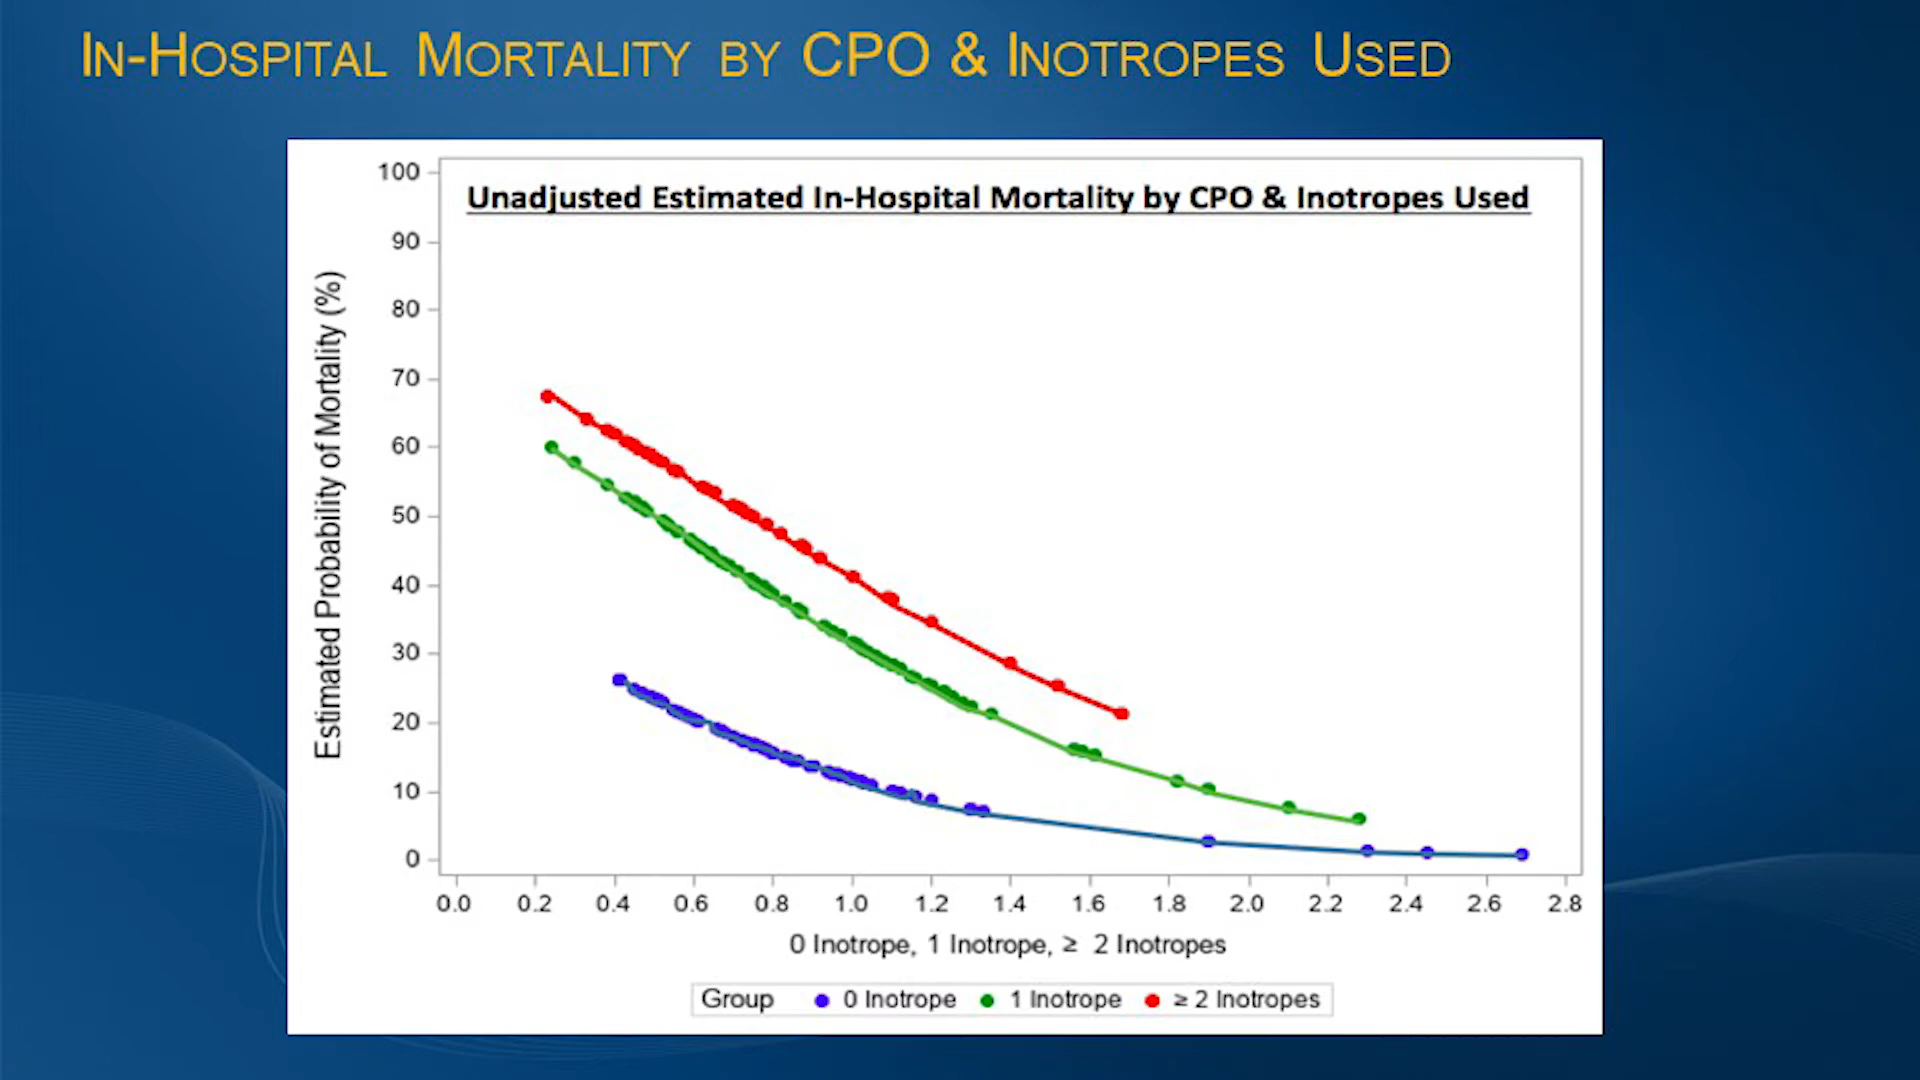 IN-HOSPITAL MORTALITY BY CPO & INOTROPES USED
Unadjusted Estimated In-Hospital Mortality by CPO & Inotropes Used
Estimated Probability of Mortality (%)
100
90
80
70
60
50
40
30
20
10
0
0.0 0.2 0.4 0.6 0.8 1.0 1.2 1.4 1.6 1.8 2.0 2.2 2.4 2.6 2.8
0 Inotrope, 1 Inotrope, ≥ 2 Inotropes
Group 0 Inotrope 1 Inotrope ≥ 2 Inotropes